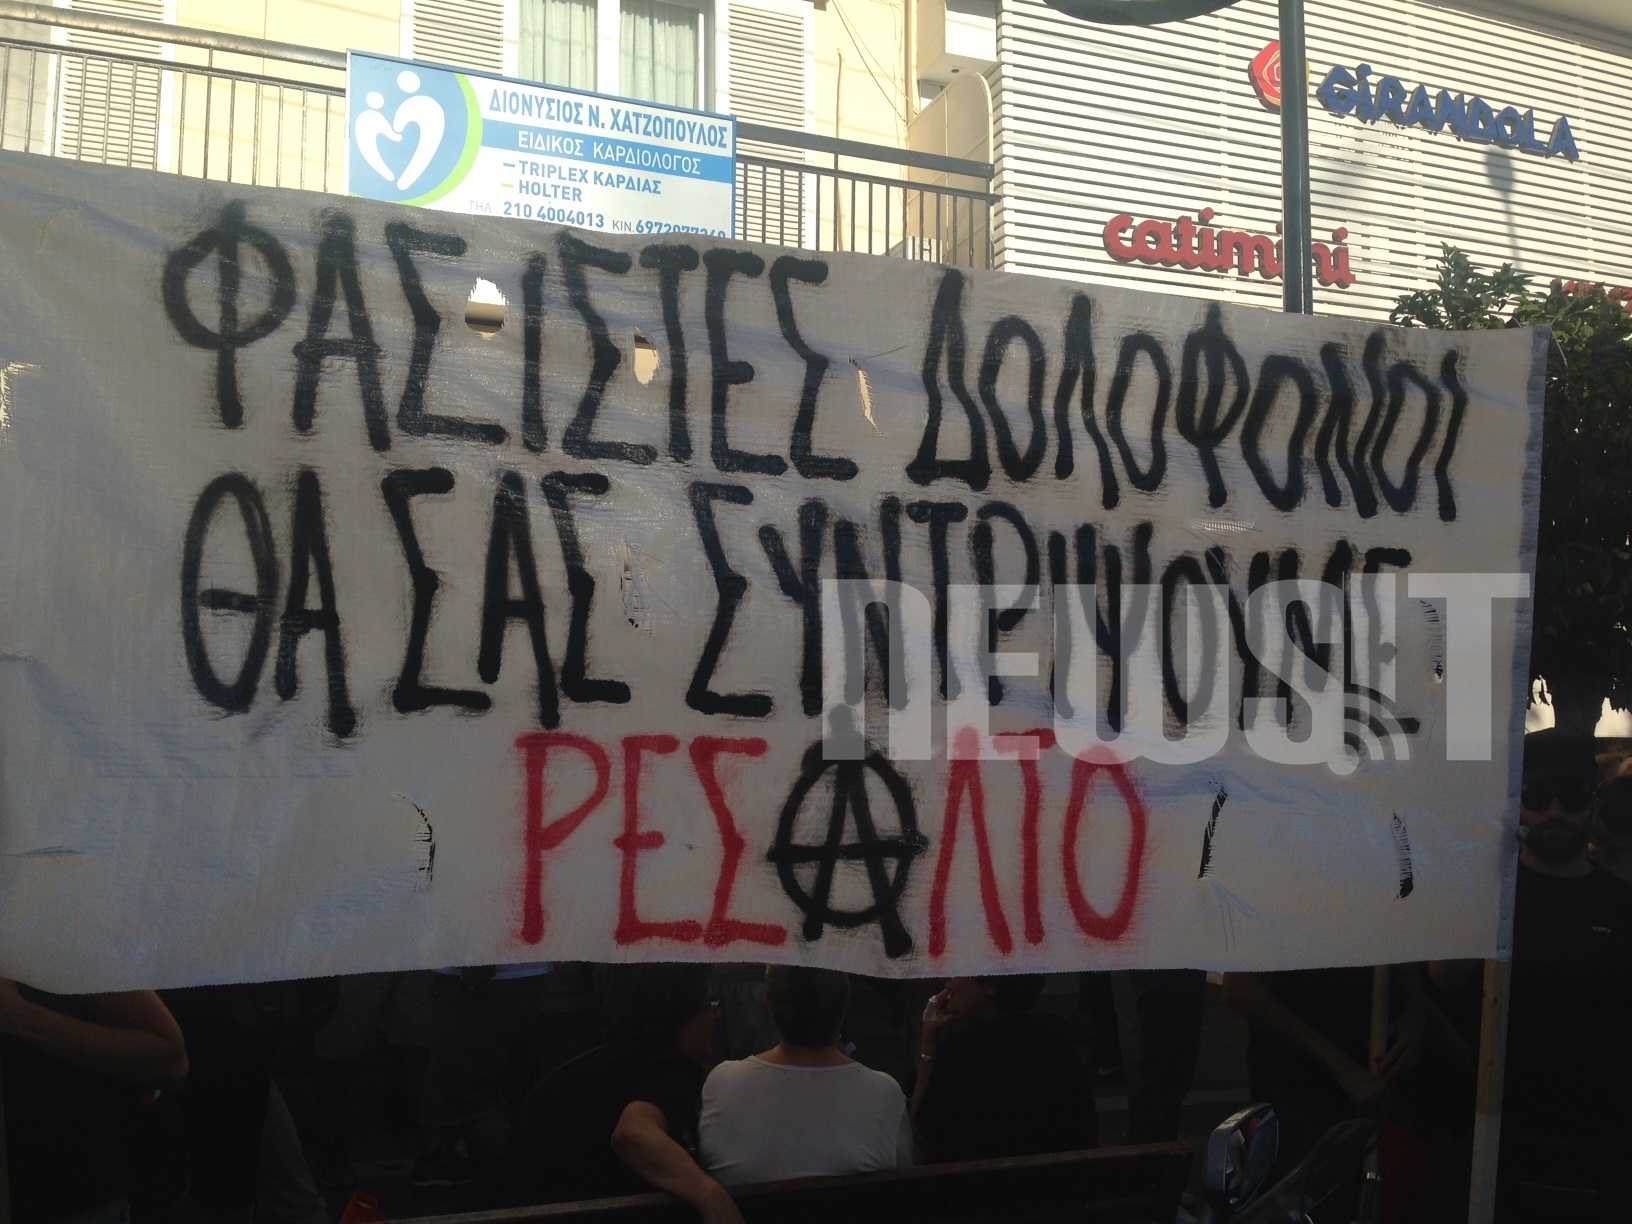 ΔΙΟΝΥΣΙΟΣ Ν. ΧΑΤΖΟΠΟΥΛΟΣ
ΕΙΔΙΚΟΣ ΚΑΡΔΙΟΛΟΓΟΣ
– TRIPLEX ΚΑΡΔΙΑΣ
– HOLTER
ΤΗΛ. 210 4004013 ΚΙΝ.
GiRANDOLA
catimini
ΦΑΣΙΣΤΕΣ ΔΟΛΟΦΟΝΟΙ
ΘΑ ΣΑΣ ΣΥΝΤΡΙΨΟΥΜΕ
ΡΕΣΑΛΤΟ
NEWSIT